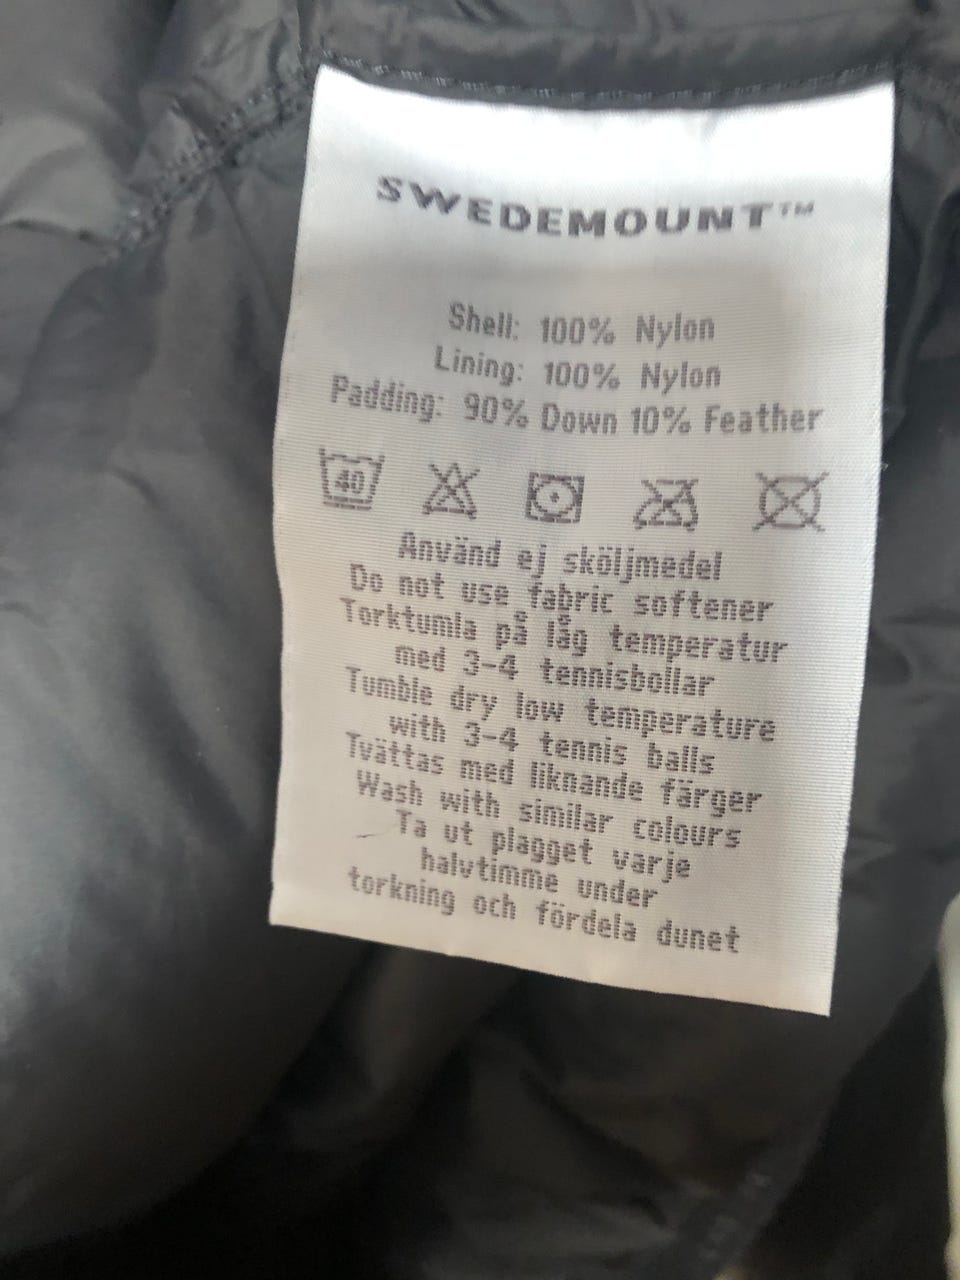 SWEDEMOUNT™
Shell: 100% Nylon
Lining: 100% Nylon
Padding: 90% Down 10% Feather
40
Använd ej sköljmedel
Do not use fabric softener
Torktumla på låg temperatur
med 3-4 tennisbollar
Tumble dry low temperature
with 3-4 tennis balls
Tvättas med liknande färger
Wash with similar colours
Ta ut plagget varje
halvtimme under
torkning och fördela dunet